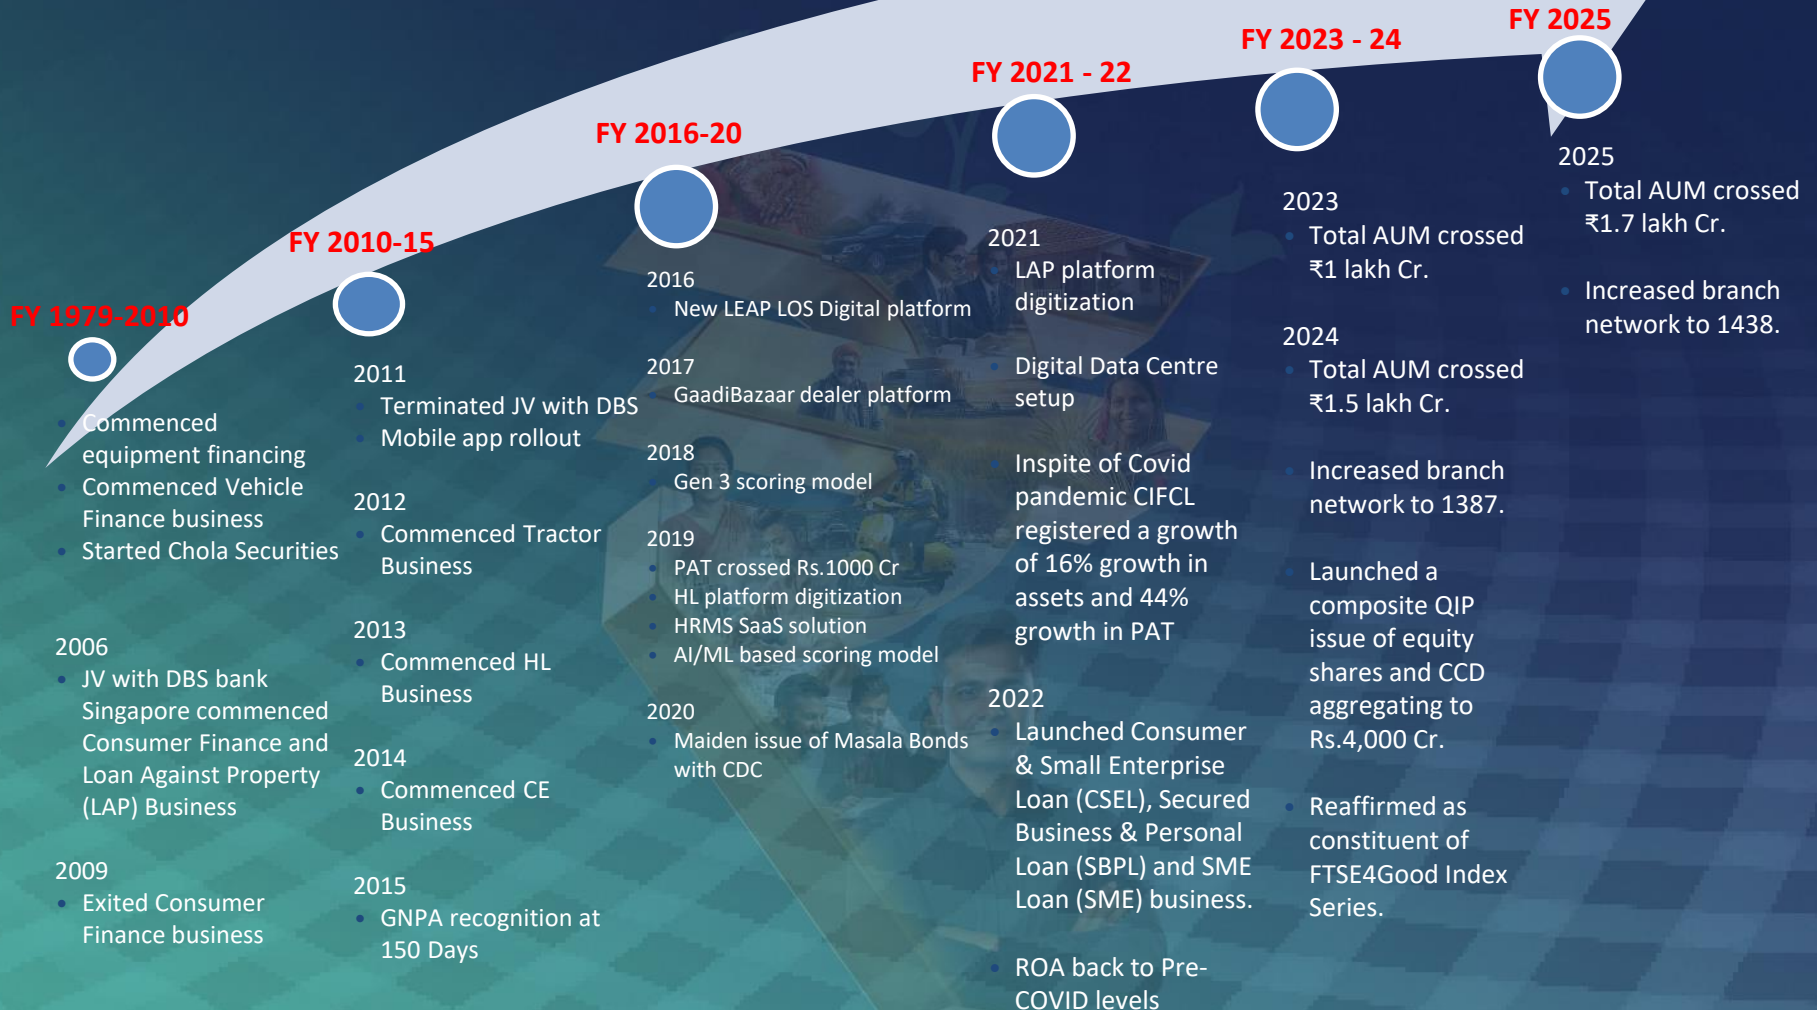 FY 1979-2010
Commenced
equipment financing
Commenced Vehicle
Finance business
Started Chola Securities
2006
JV with DBS bank
Singapore commenced
Consumer Finance and
Loan Against Property
(LAP) Business
2009
Exited Consumer
Finance business
FY 2010-15
2011
Terminated JV with DBS
Mobile app rollout
2012
Commenced Tractor
Business
2013
Commenced HL
Business
2014
Commenced CE
Business
2015
GNPA recognition at
150 Days
FY 2016-20
2016
New LEAP LOS Digital platform
2017
GaadiBazaar dealer platform
2018
Gen 3 scoring model
2019
PAT crossed Rs.1000 Cr
HL platform digitization
HRMS SaaS solution
AI/ML based scoring model
2020
Maiden issue of Masala Bonds
with CDC
FY 2021 - 22
2021
LAP platform
digitization
Digital Data Centre
setup
Inspite of Covid
pandemic CIFCL
registered a growth
of 16% growth in
assets and 44%
growth in PAT
2022
Launched Consumer
& Small Enterprise
Loan (CSEL), Secured
Business & Personal
Loan (SBPL) and SME
Loan (SME) business.
ROA back to Pre-
COVID levels
FY 2023 - 24
2023
Total AUM crossed
₹1 lakh Cr.
2024
Total AUM crossed
₹1.5 lakh Cr.
Increased branch
network to 1387.
Launched a
composite QIP
issue of equity
shares and CCD
aggregating to
Rs.4,000 Cr.
Reaffirmed as
constituent of
FTSE4Good Index
Series.
FY 2025
2025
Total AUM crossed
₹1.7 lakh Cr.
Increased branch
network to 1438.